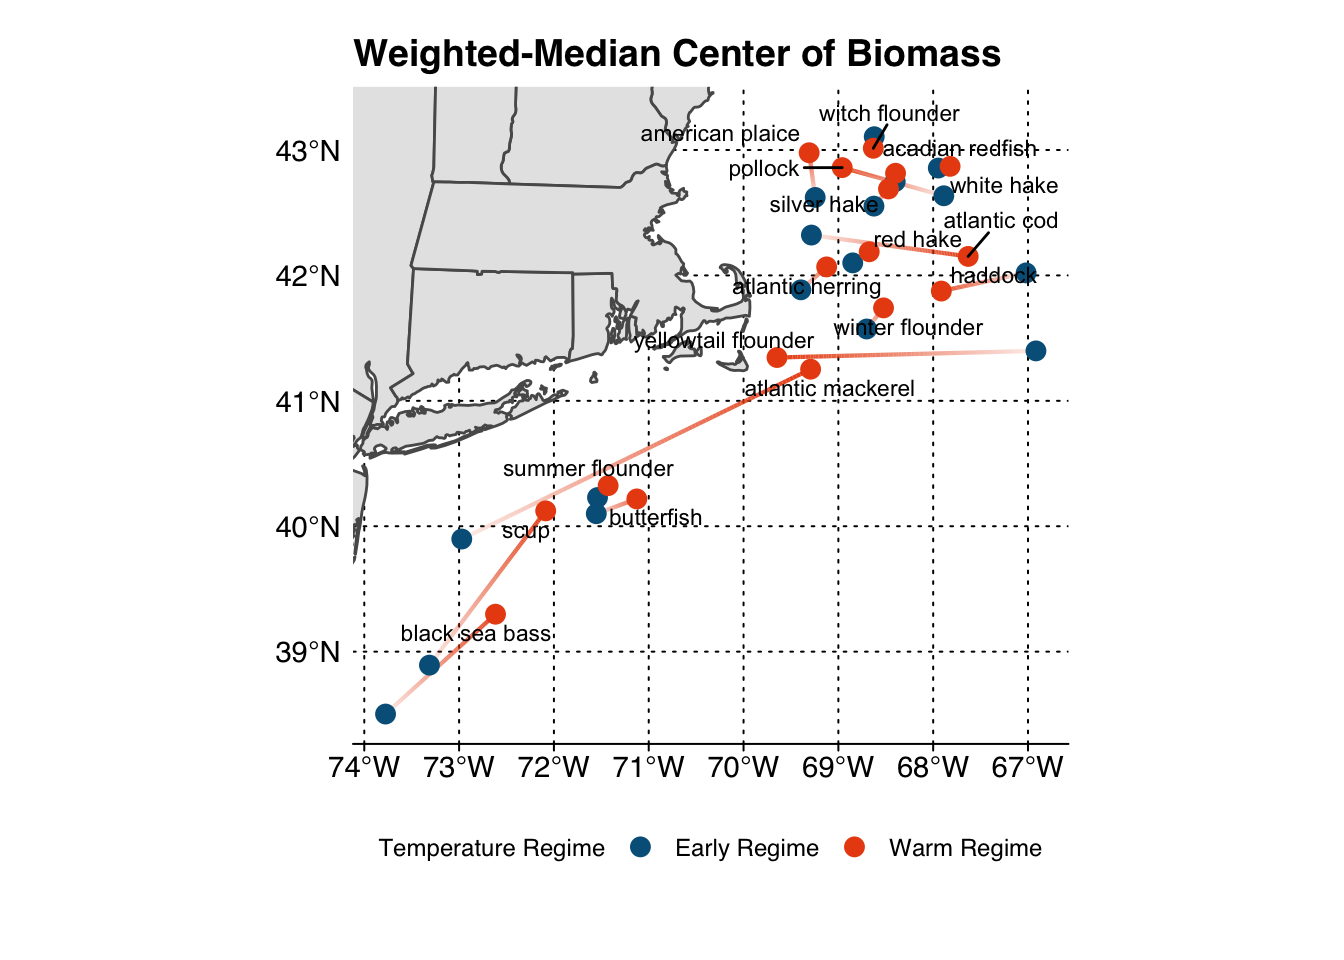 Weighted-Median Center of Biomass
witch flounder
american plaice
43°N
acadian redfish
pollock
white hake
silver hake
atlantic cod
red hake
42°N
haddock
atlantic herring
winter flounder
yellowtail flounder
atlantic mackerel
41°N
summer flounder
butterfish
40°N
scup
black sea bass
39°N
74°W 73°W 72°W 71°W 70°W 69°W 68°W 67°W
Temperature Regime Early Regime Warm Regime